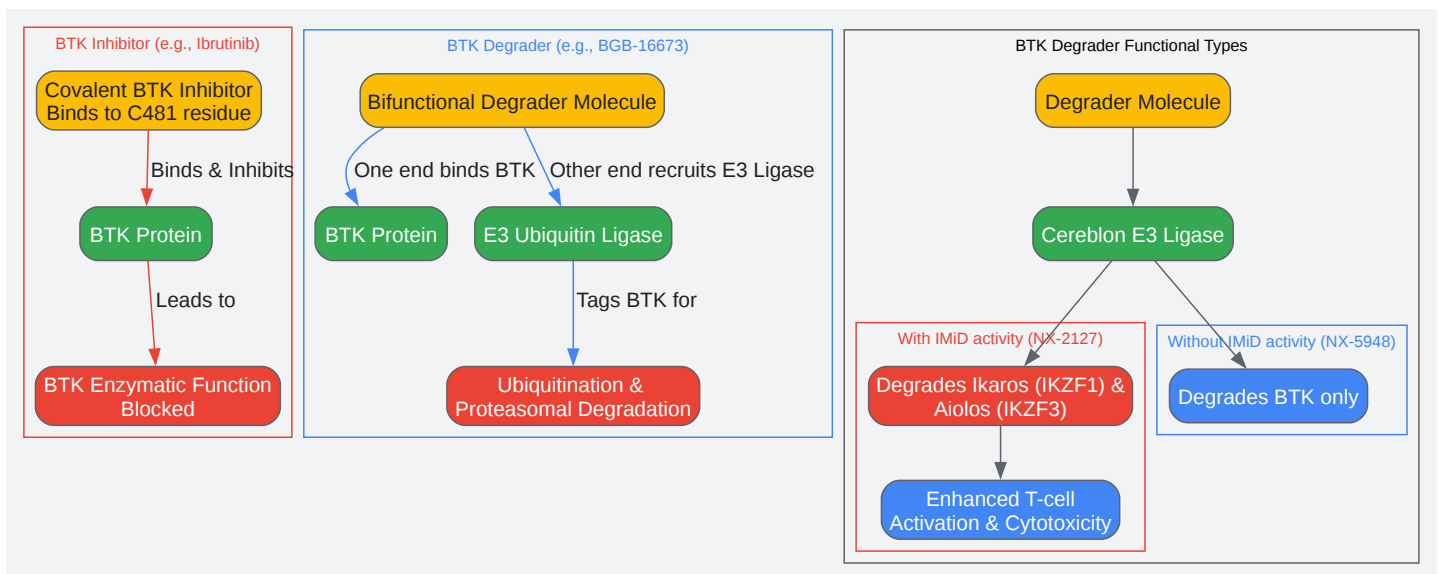 BTK Inhibitor (e.g., Ibrutinib)
Covalent BTK Inhibitor
Binds to C481 residue
Binds & Inhibits
BTK Protein
Leads to
BTK Enzymatic Function
Blocked
BTK Degrader (e.g., BGB-16673)
Bifunctional Degrader Molecule
One end binds BTK
Other end recruits E3 Ligase
BTK Protein
E3 Ubiquitin Ligase
Tags BTK for
Ubiquitination &
Proteasomal Degradation
BTK Degrader Functional Types
Degrader Molecule
Cereblon E3 Ligase
With IMiD activity (NX-2127)
Degrades Ikaros (IKZF1) &
Aiolos (IKZF3)
Enhanced T-cell
Activation & Cytotoxicity
Without IMiD activity (NX-5948)
Degrades BTK only